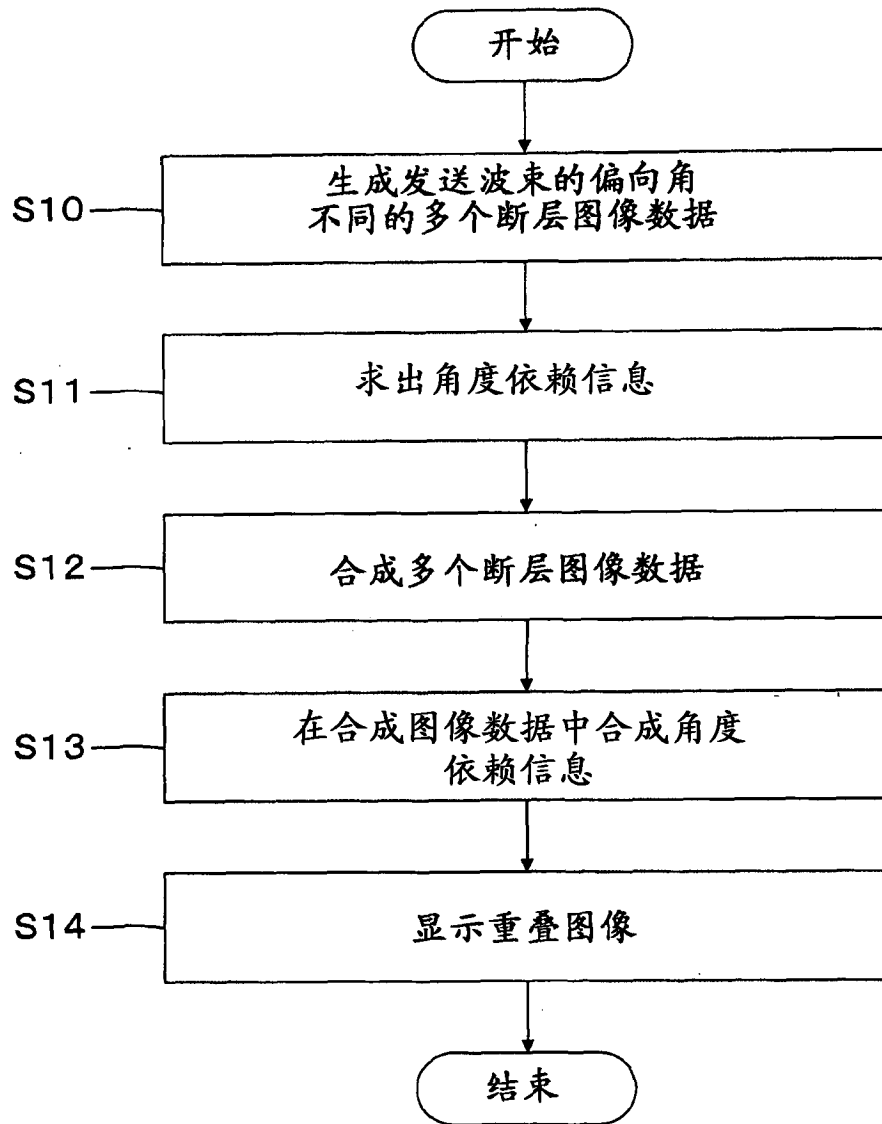 开始
S10
生成发送波束的偏向角
不同的多个断层图像数据
S11
求出角度依赖信息
S12
合成多个断层图像数据
S13
在合成图像数据中合成角度
依赖信息
S14
显示重叠图像
结束